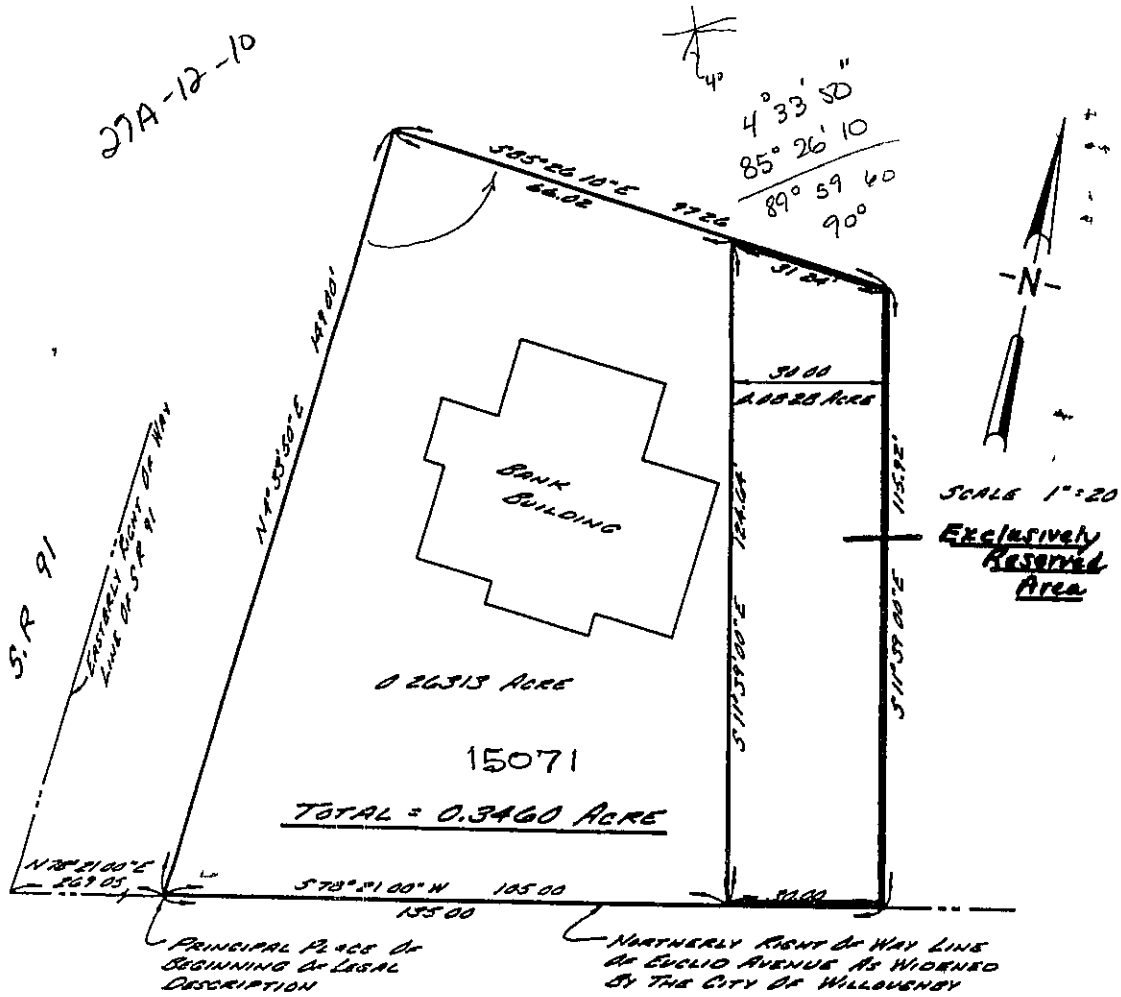 27A-12-10
4°
4° 33' 50"
85° 26' 10
89° 59 60
90°
S85°26'10"E
66.02
97.26
31.84'
149.00'
N4°33'50"E
-N-
30.00
0.0828 ACRE
BANK
BUILDING
SCALE 1"=20
124.64'
S11°39'00"E
115.92'
S11°39'00"E
Exclusively
Reserved
Area
S.R 91
EASTERLY RIGHT OF WAY
LINE OF S.R 91
0.26313 ACRE
15071
TOTAL = 0.3460 ACRE
N78°21'00"E
269.05
S78°21'00"W 105.00
135.00
30.00
PRINCIPAL PLACE OF
BEGINNING OF LEGAL
DESCRIPTION
NORTHERLY RIGHT OF WAY LINE
OF EUCLID AVENUE AS WIDENED
BY THE CITY OF WILLOUGHBY